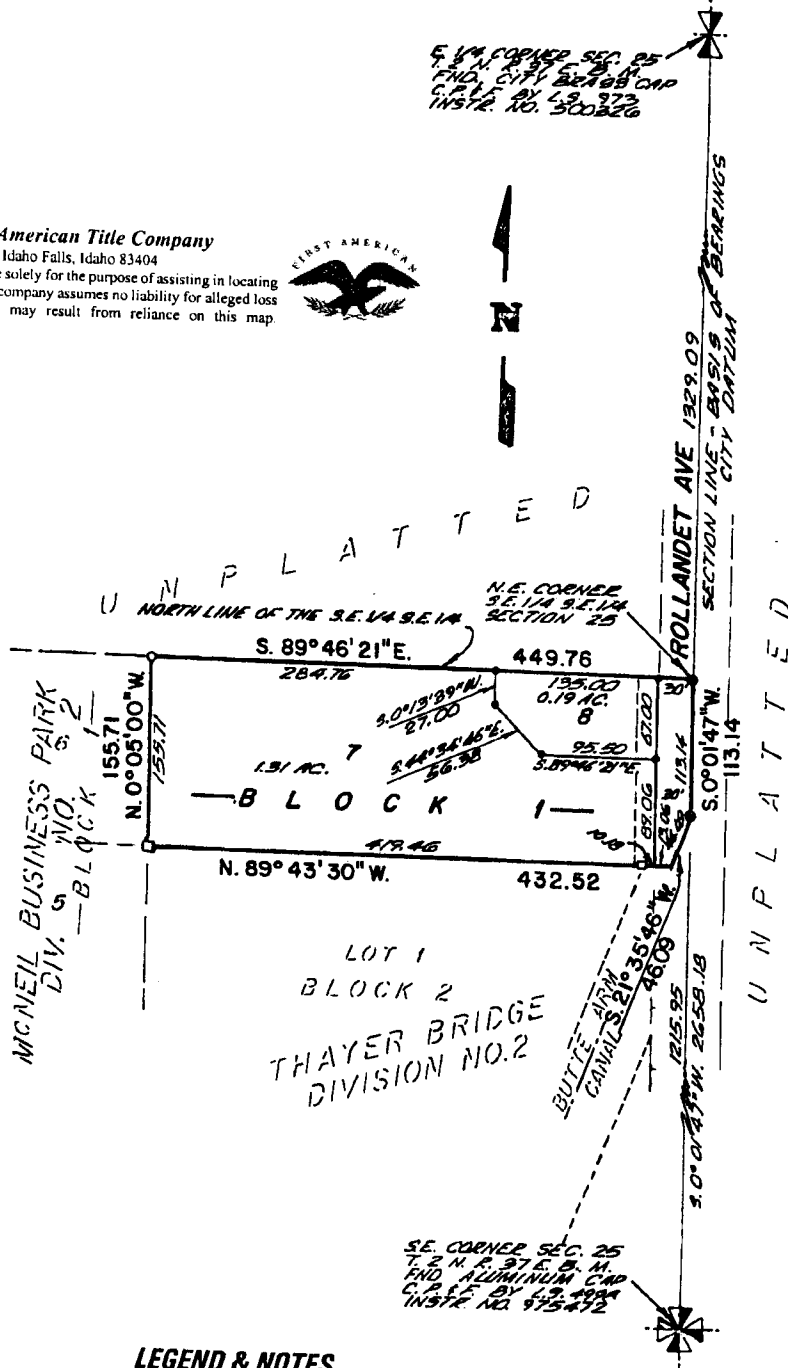 E. 1/4 CORNER SEC. 25
T. 2 N. R. 37 E. B. M.
FND. CITY BRASS CAP
C.P.&F. BY L.S. 973
INSTR. NO. 500326
American Title Company
Idaho Falls, Idaho 83404
solely for the purpose of assisting in locating
company assumes no liability for alleged loss
may result from reliance on this map.
FIRST AMERICAN
N
ROLLANDET AVE 1329.09
SECTION LINE - BASIS OF BEARINGS
CITY DATUM
UNPLATTED
NORTH LINE OF THE S.E. 1/4 S.E. 1/4
N.E. CORNER
S.E. 1/4 S.E. 1/4
SECTION 25
S. 89° 46' 21" E.
449.76
284.76
135.00
30'
0.19 AC.
8
S. 0° 13' 39" W.
27.00
67.00
S. 44° 34' 46" E.
56.38
95.50
S. 89° 46' 21" E.
N. 0° 05' 00" W.
155.71
155.71
1.31 AC.
7
BLOCK 1
113.14
S. 0° 01' 47" W.
113.14
89.06
30'
419.46
N. 89° 43' 30" W.
432.52
MCNEIL BUSINESS PARK
DIV. NO. 2
BLOCK 1
6
5
S. 21° 35' 46" W.
46.09
BUTTE ARM
CANAL
LOT 1
BLOCK 2
THAYER BRIDGE
DIVISION NO. 2
UNPLATTED
1215.95
S. 0° 01' 47" W. 2658.18
S.E. CORNER SEC. 25
T. 2 N. R. 37 E. B. M.
FND ALUMINUM CAP
C.P.&F. BY L.S.
INSTR. NO. 975472
LEGEND & NOTES